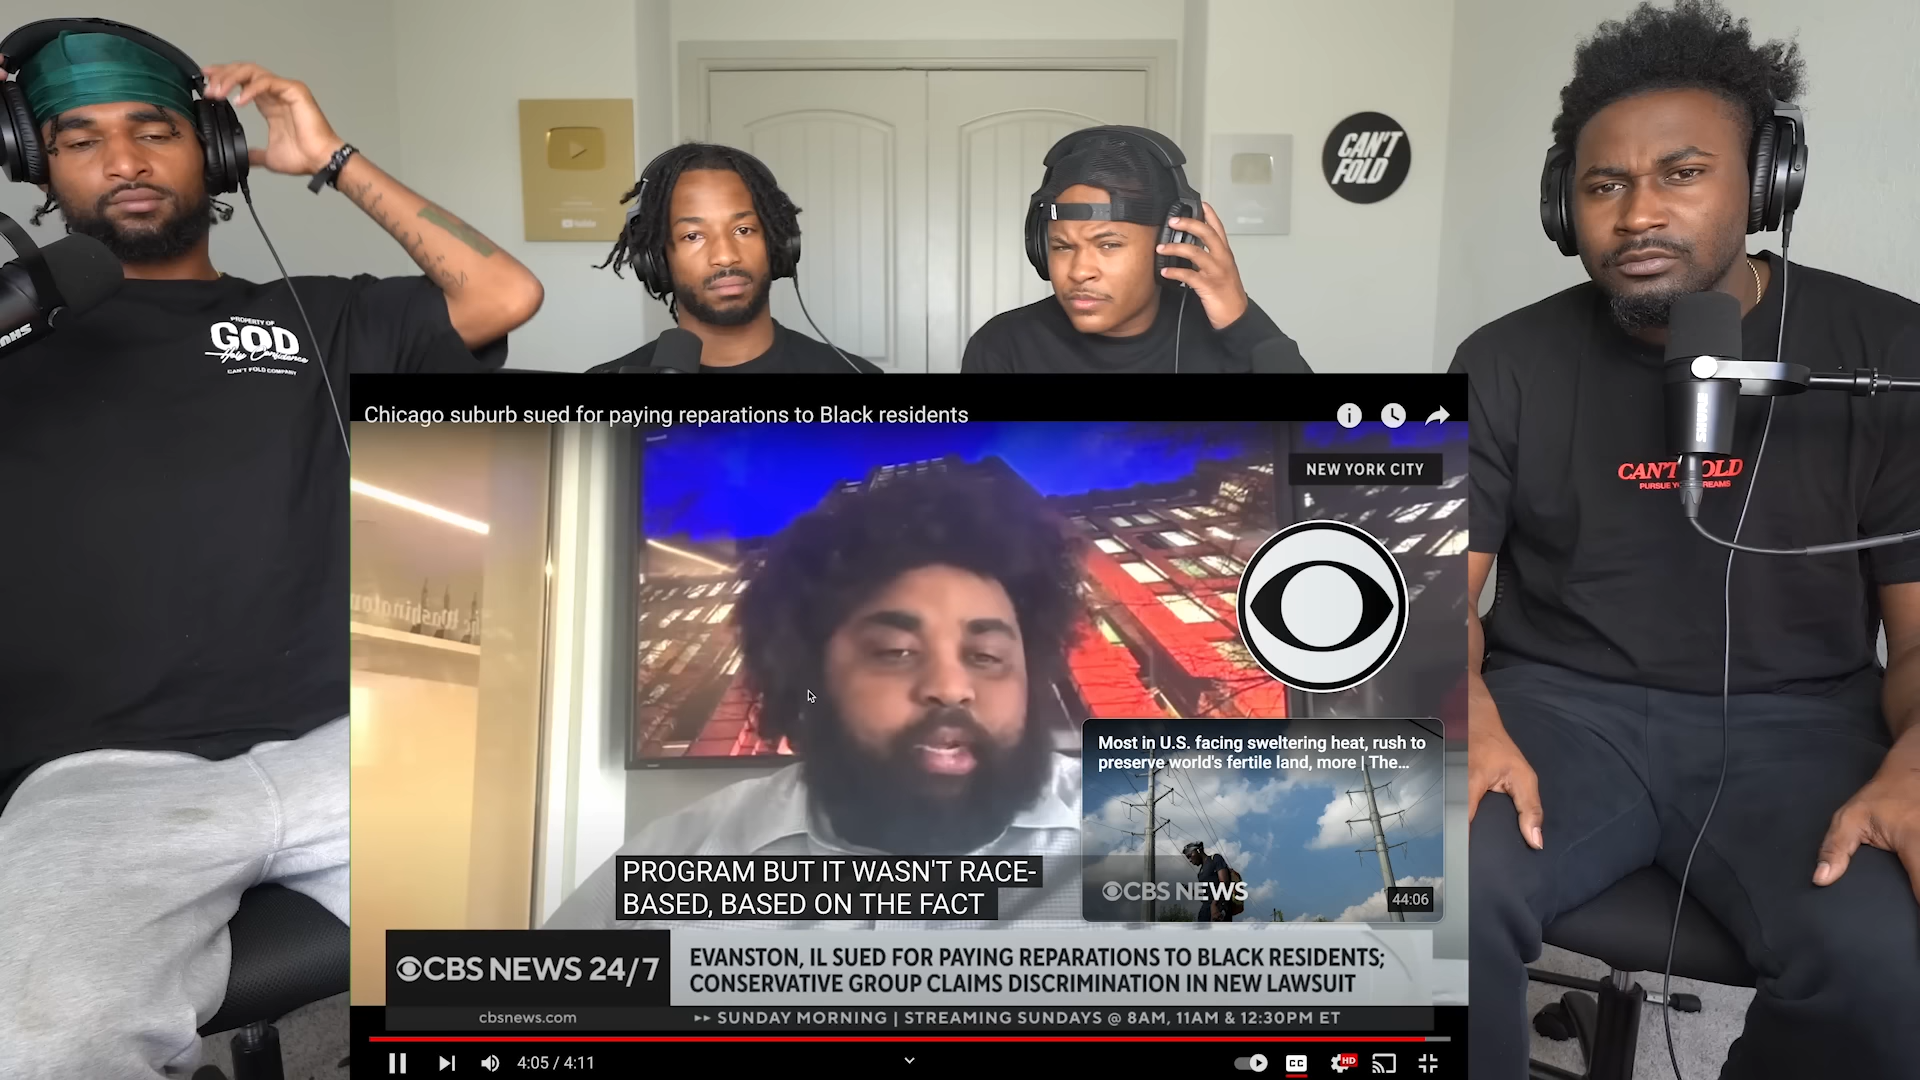 CAN'T
FOLD
PROPERTY OF
GOD
Holy Confidence
CAN'T FOLD COMPANY
SHURE
PURSUE
Chicago suburb sued for paying reparations to Black residents
NEW YORK CITY
Most in U.S. facing sweltering heat, rush to
preserve world's fertile land, more | The...
CBS NEWS
44:06
PROGRAM BUT IT WASN'T RACE-
BASED, BASED ON THE FACT
CBS NEWS 24/7
EVANSTON, IL SUED FOR PAYING REPARATIONS TO BLACK RESIDENTS;
CONSERVATIVE GROUP CLAIMS DISCRIMINATION IN NEW LAWSUIT
cbsnews.com
SUNDAY MORNING | STREAMING SUNDAYS @ 8AM, 11AM & 12:30PM ET
4:05 / 4:11
CC
HD